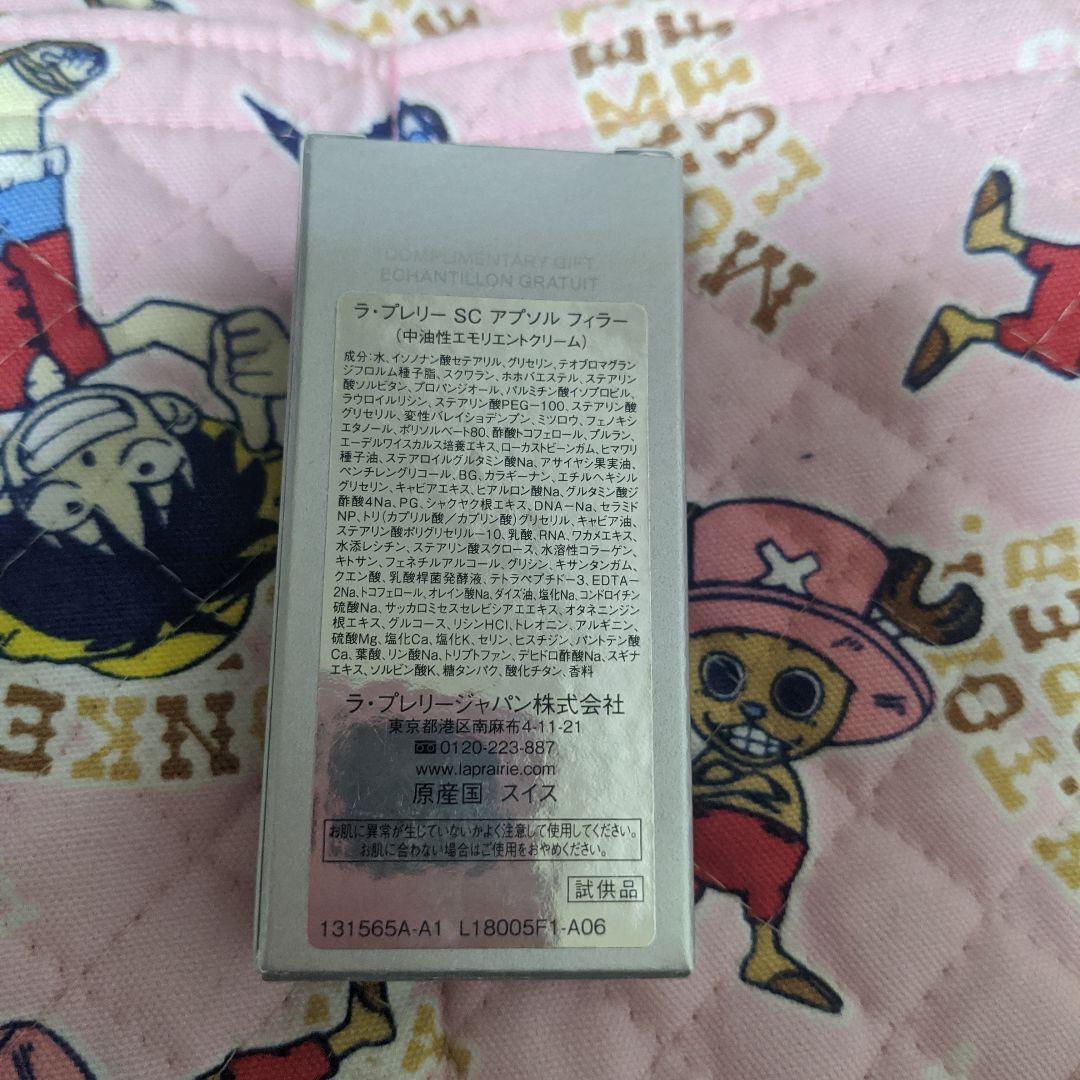 COMPLIMENTARY GIFT
ÉCHANTILLON GRATUIT
ラ・プレリー SC アプソル フィラー
(中油性エモリエントクリーム)
成分:水、イソノナン酸セテアリル、グリセリン、テオブロマグラン
ジフロルム種子脂、スクワラン、ホホバエステル、ステアリン
酸ソルビタン、プロパンジオール、パルミチン酸イソプロピル、
ラウロイルリシン、ステアリン酸PEG-100、ステアリン酸
グリセリル、変性バレイショデンプン、ミツロウ、フェノキシ
エタノール、ポリソルベート80、酢酸トコフェロール、プルラン、
エーデルワイスカルス培養エキス、ローカストビーンガム、ヒマワリ
種子油、ステアロイルグルタミン酸Na、アサイヤシ果実油、
ペンチレングリコール、BG、カラギーナン、エチルヘキシル
グリセリン、キャビアエキス、ヒアルロン酸Na、グルタミン酸ジ
酢酸4Na、PG、シャクヤク根エキス、DNA-Na、セラミド
NP、トリ(カプリル酸/カプリン酸)グリセリル、キャビア油、
ステアリン酸ポリグリセリル-10、乳酸、RNA、ワカメエキス、
水添レシチン、ステアリン酸スクロース、水溶性コラーゲン、
キトサン、フェネチルアルコール、グリシン、キサンタンガム、
クエン酸、乳酸桿菌発酵液、テトラペプチド-3、EDTA-
2Na、トコフェロール、オレイン酸Na、ダイズ油、塩化Na、コンドロイチン
硫酸Na、サッカロミセスセレビシアエキス、オタネニンジン
根エキス、グルコース、リシンHCl、トレオニン、アルギニン、
硫酸Mg、塩化Ca、塩化K、セリン、ヒスチジン、パントテン酸
Ca、葉酸、リン酸Na、トリプトファン、デヒドロ酢酸Na、スギナ
エキス、ソルビン酸K、糖タンパク、酸化チタン、香料
ラ・プレリージャパン株式会社
東京都港区南麻布4-11-21
0120-223-887
www.laprairie.com
原産国 スイス
お肌に異常が生じていないかよく注意して使用してください。
お肌に合わない場合はご使用をおやめください。
試供品
131565A-A1 L18005F1-A06